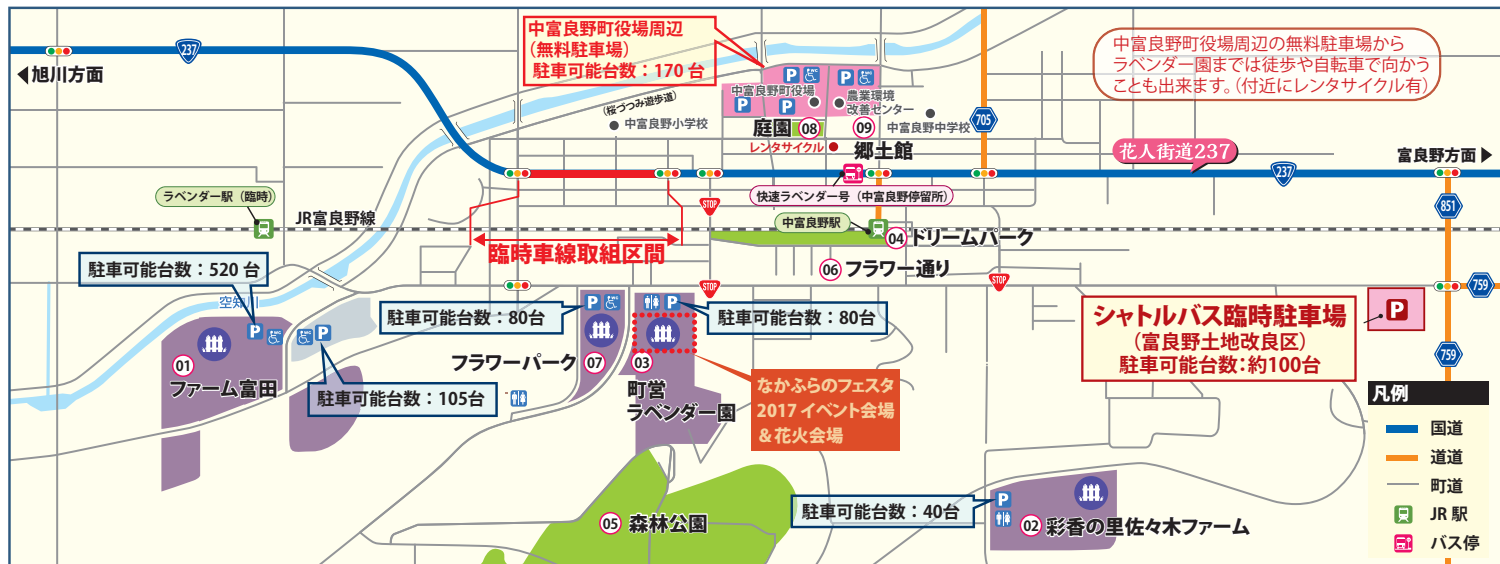 237
旭川方面
中富良野町役場周辺
(無料駐車場)
駐車可能台数：170 台
中富良野町役場周辺の無料駐車場から
ラベンダー園までは徒歩や自転車で向かう
ことも出来ます。（付近にレンタサイクル有）
P
WC
P
WC
中富良野町役場
農業環境
改善センター
P
P
(桜づつみ遊歩道)
中富良野小学校
庭園
08
09
中富良野中学校
705
レンタサイクル
郷土館
花人街道237
富良野方面
237
ラベンダー駅（臨時）
快速ラベンダー号（中富良野停留所）
STOP
851
JR富良野線
中富良野駅
04
ドリームパーク
臨時車線取組区間
06
フラワー通り
駐車可能台数：520 台
STOP
STOP
759
空知川
駐車可能台数：80台
P
WC
P
駐車可能台数：80台
シャトルバス臨時駐車場
（富良野土地改良区）
駐車可能台数:約100台
P
P
WC
WC
P
759
01
ファーム富田
フラワーパーク
07
03
駐車可能台数：105台
町営
ラベンダー園
なかふらのフェスタ
2017 イベント会場
＆花火会場
凡例
国道
道道
町道
JR 駅
バス停
駐車可能台数：40台
P
05
森林公園
02
彩香の里佐々木ファーム